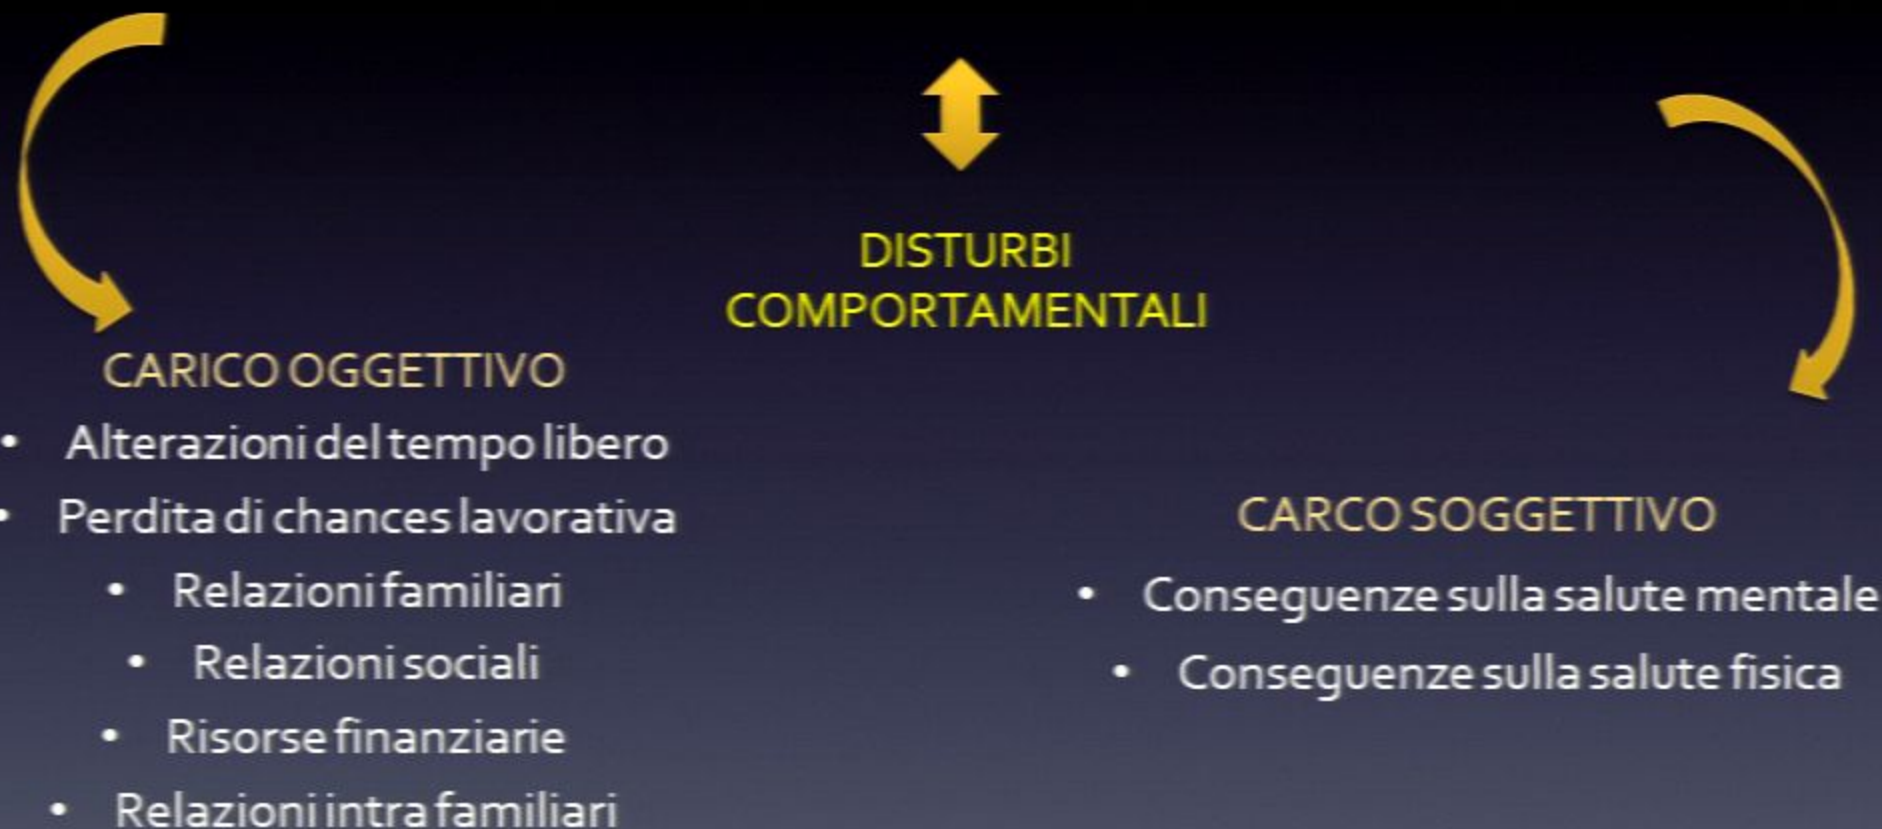 DISTURBI
COMPORTAMENTALI
CARICO OGGETTIVO
• Alterazioni del tempo libero
• Perdita di chances lavorativa
• Relazioni familiari
• Relazioni sociali
• Risorse finanziarie
• Relazioni intra familiari
CARCO SOGGETTIVO
• Conseguenze sulla salute mentale
• Conseguenze sulla salute fisica